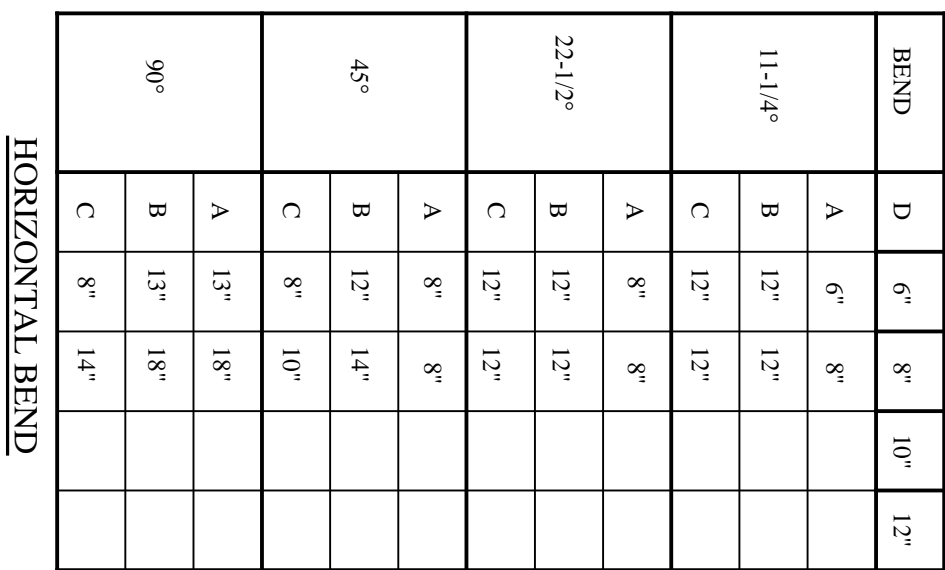 BEND D 6" 8" 10" 12"
11-1/4° A 6" 8"
B 12" 12"
C 12" 12"
22-1/2° A 8" 8"
B 12" 12"
C 12" 12"
45° A 8" 8"
B 12" 14"
C 8" 10"
90° A 13" 18"
B 13" 18"
C 8" 14"
HORIZONTAL BEND